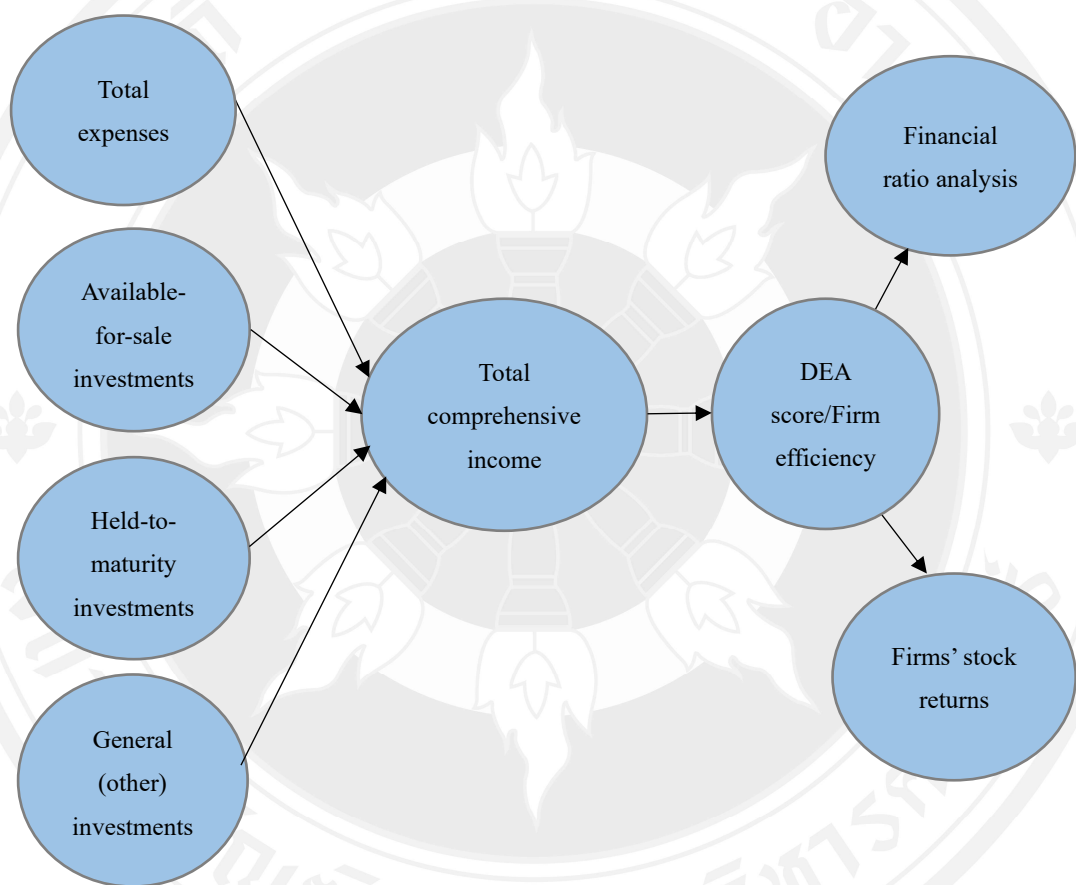 Total
expenses
Available-
for-sale
investments
Held-to-
maturity
investments
General
(other)
investments
Total
comprehensive
income
DEA
score/Firm
efficiency
Financial
ratio analysis
Firms’ stock
returns